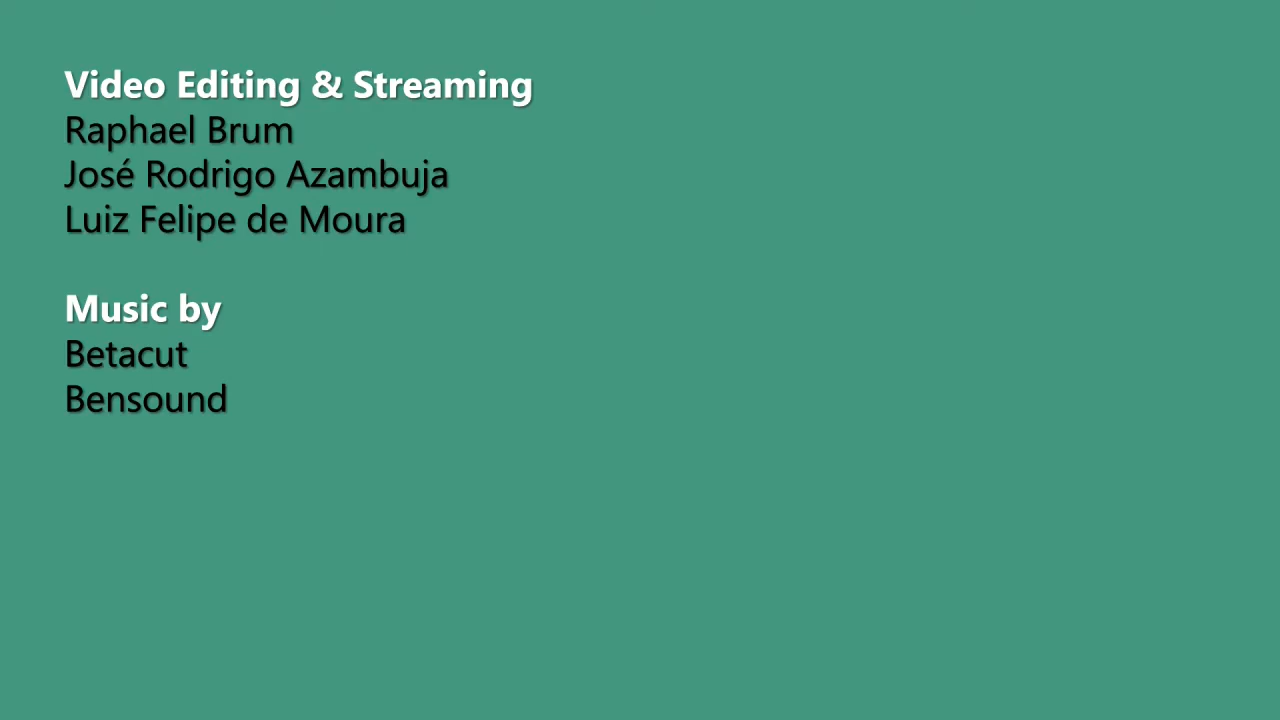 Video Editing & Streaming
Raphael Brum
José Rodrigo Azambuja
Luiz Felipe de Moura
Music by
Betacut
Bensound